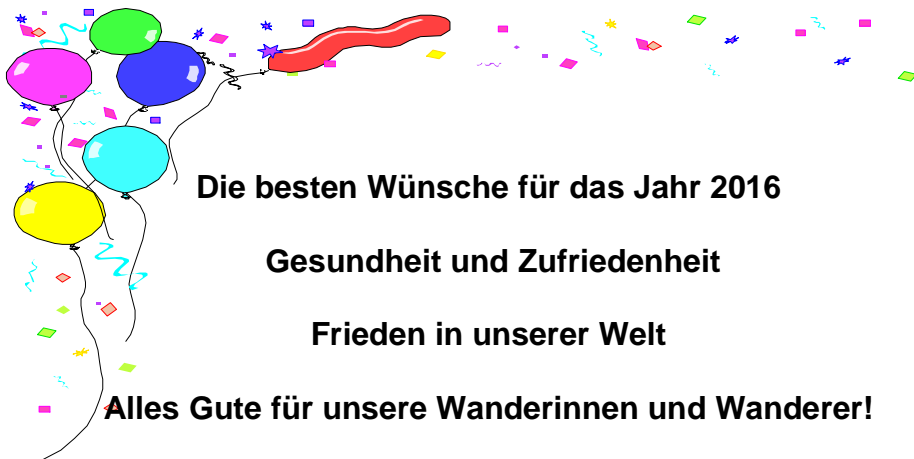 Die besten Wünsche für das Jahr 2016
Gesundheit und Zufriedenheit
Frieden in unserer Welt
Alles Gute für unsere Wanderinnen und Wanderer!